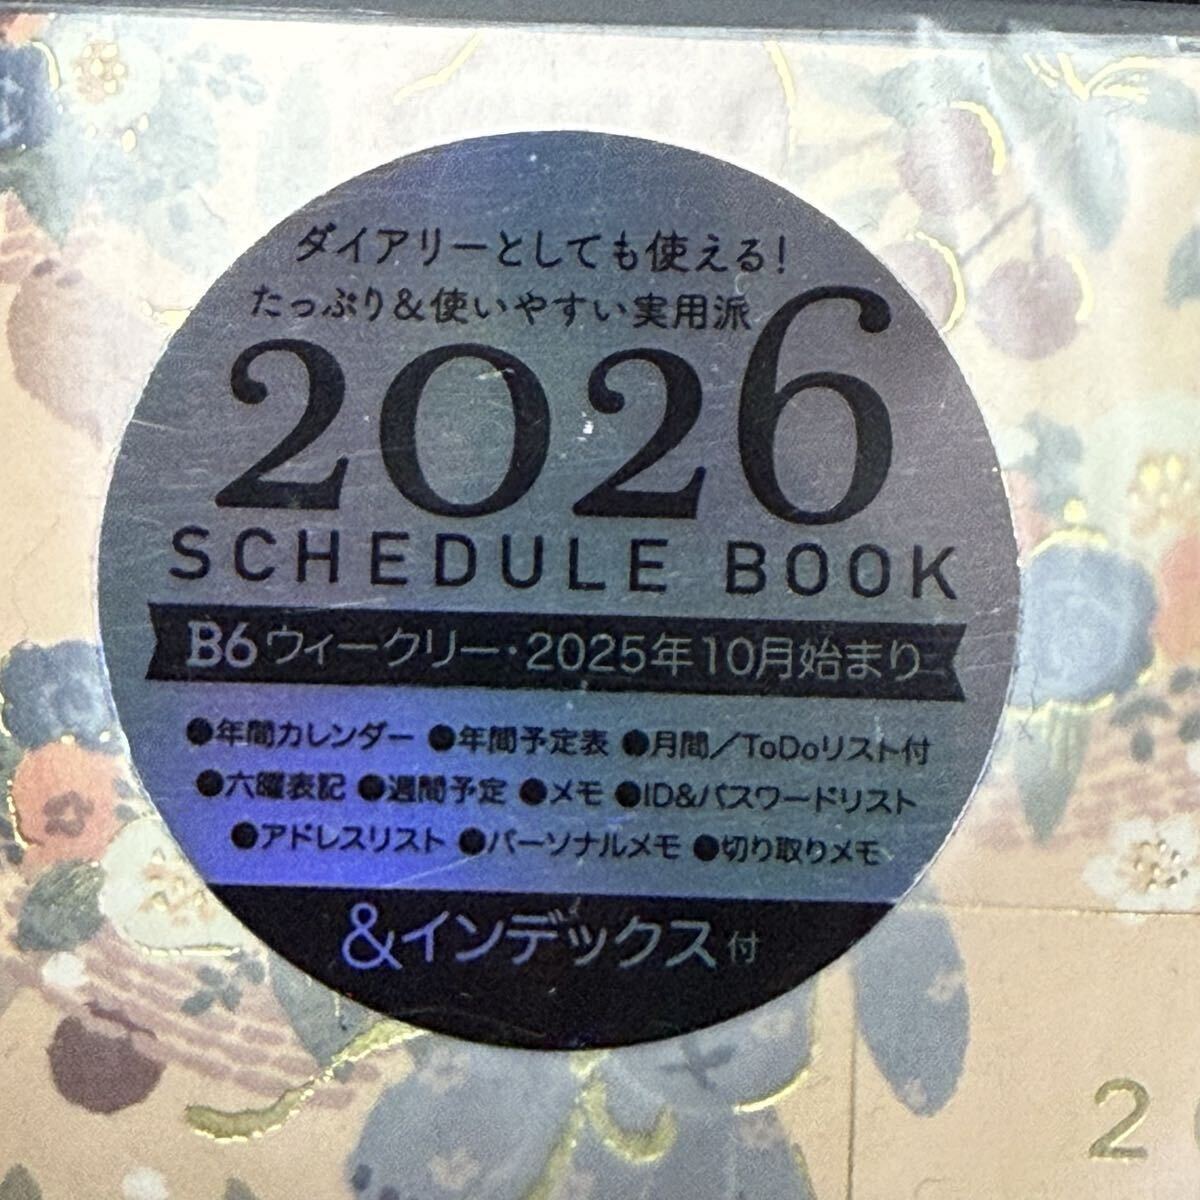 ダイアリーとしても使える!
たっぷり&使いやすい実用派
2026
SCHEDULE BOOK
B6ウィークリー・2025年10月始まり
●年間カレンダー ●年間予定表 ●月間/ToDoリスト付
●六曜表記 ●週間予定 ●メモ ●ID&パスワードリスト
●アドレスリスト ●パーソナルメモ ●切り取りメモ
&インデックス付
2